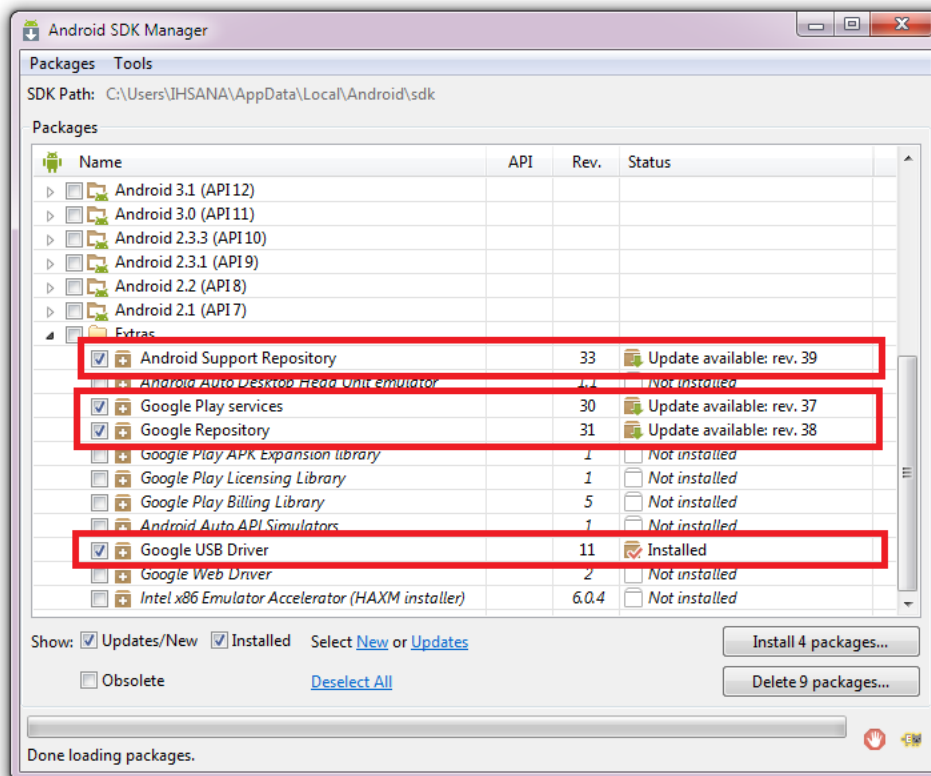 Android SDK Manager
Packages Tools
SDK Path: C:\Users\IHSANA\AppData\Local\Android\sdk
Packages
Name API Rev. Status
Android 3.1 (API 12)
Android 3.0 (API 11)
Android 2.3.3 (API 10)
Android 2.3.1 (API 9)
Android 2.2 (API 8)
Android 2.1 (API 7)
Extras
Android Support Repository 33 Update available: rev. 39
Android Auto Desktop Head Unit emulator 1.1 Not installed
Google Play services 30 Update available: rev. 37
Google Repository 31 Update available: rev. 38
Google Play APK Expansion library 1 Not installed
Google Play Licensing Library 1 Not installed
Google Play Billing Library 5 Not installed
Android Auto API Simulators 1 Not installed
Google USB Driver 11 Installed
Google Web Driver 2 Not installed
Intel x86 Emulator Accelerator (HAXM installer) 6.0.4 Not installed
Show: Updates/New Installed Select New or Updates Install 4 packages...
Obsolete Deselect All Delete 9 packages...
Done loading packages.